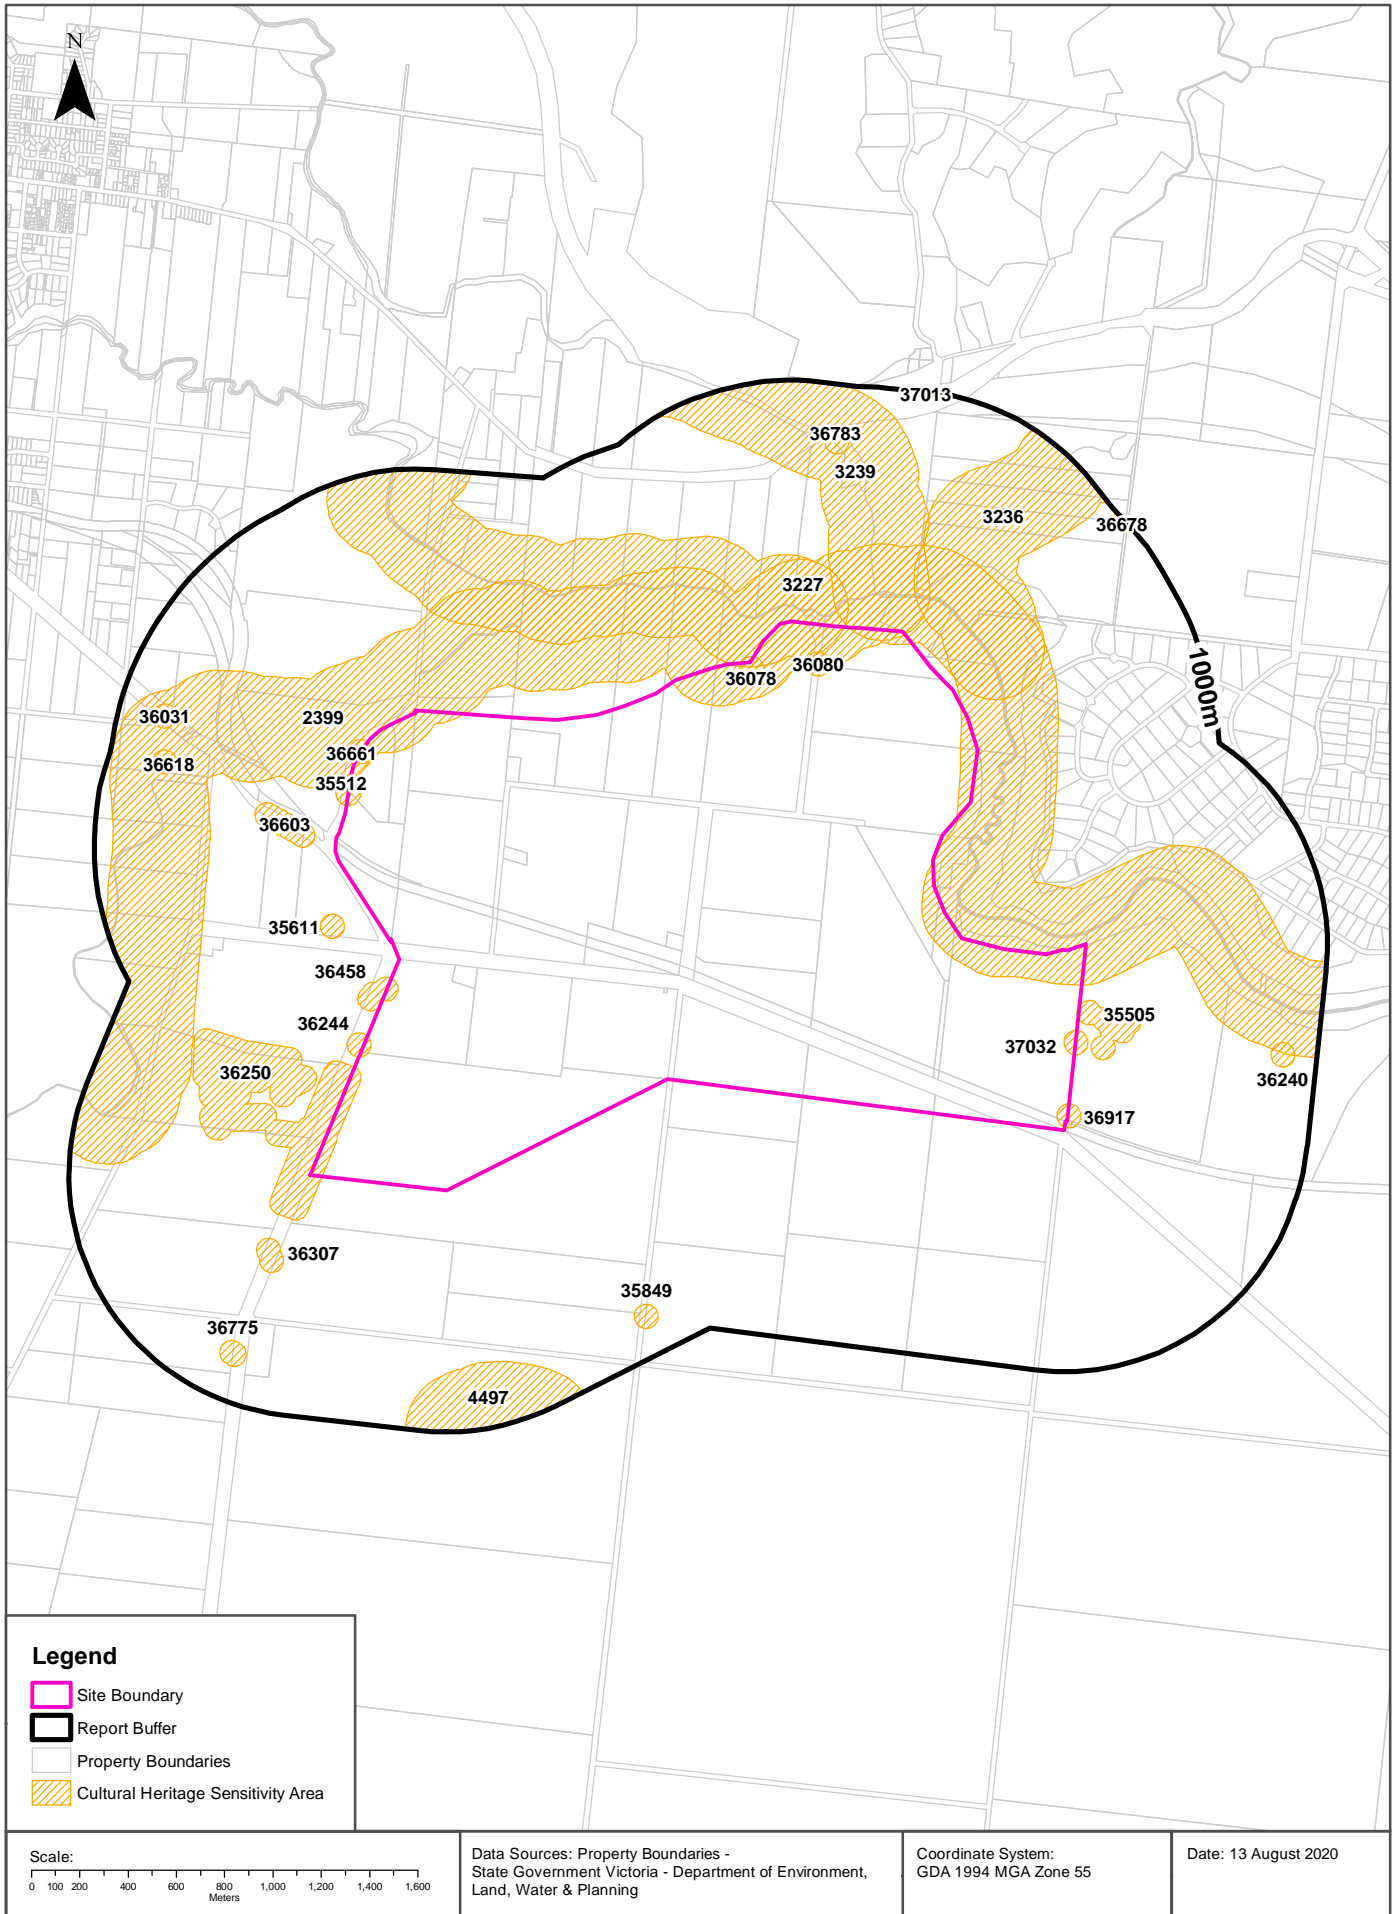 N
37013
36783
3239
3236
36678
3227
1000m
36080
36078
36031
2399
36661
36618
35512
36603
35611
36458
35505
36244
37032
36250
36240
36917
36307
35849
36775
4497
Legend
Site Boundary
Report Buffer
Property Boundaries
Cultural Heritage Sensitivity Area
Scale:
0 100 200 400 600 800 1,000 1,200 1,400 1,600
Meters
Data Sources: Property Boundaries -
State Government Victoria - Department of Environment,
Land, Water & Planning
Coordinate System:
GDA 1994 MGA Zone 55
Date: 13 August 2020